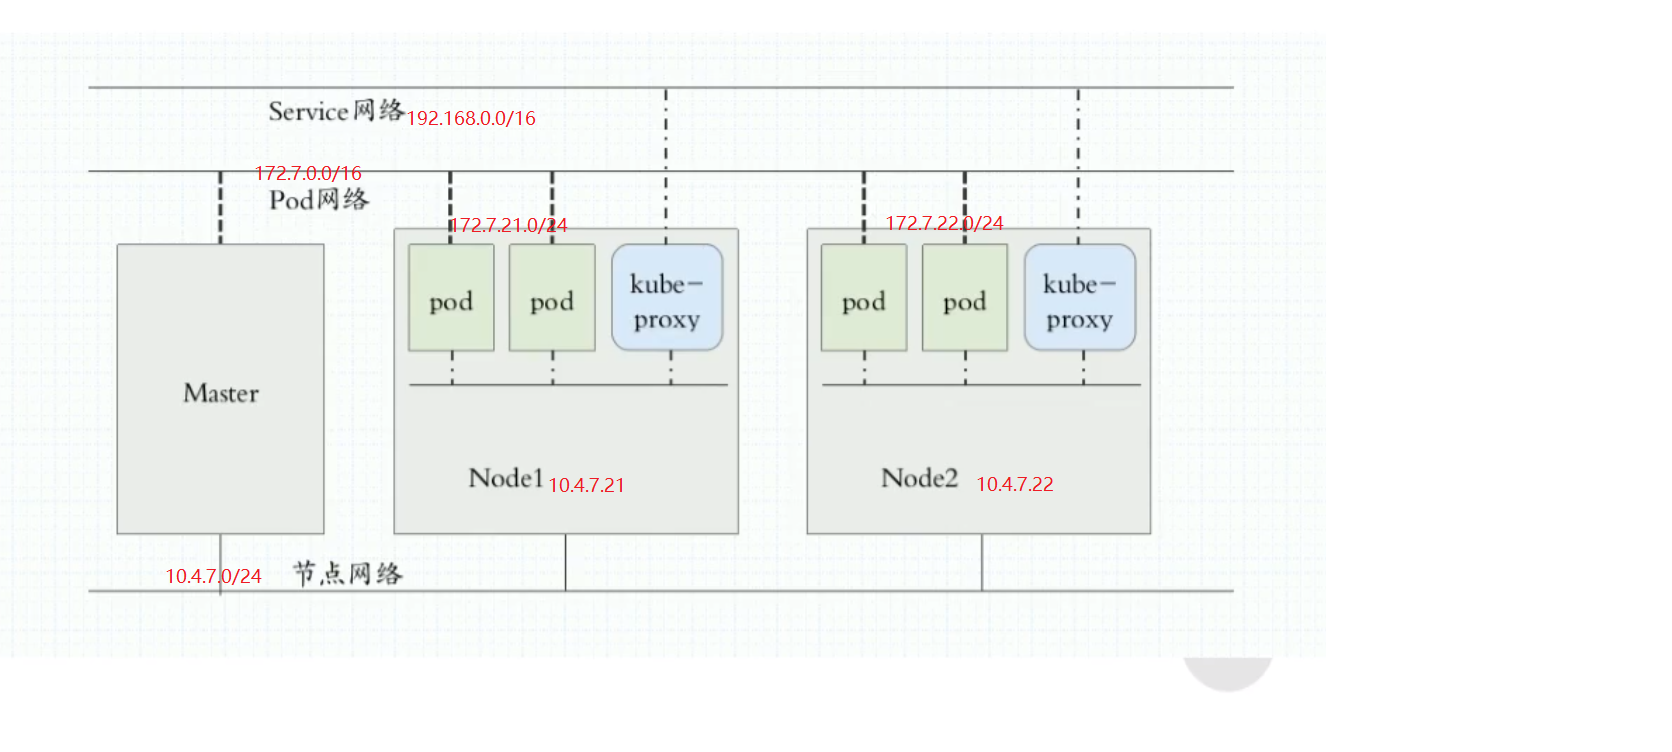 Service网络 192.168.0.0/16
172.7.0.0/16
Pod网络
172.7.21.0/24
172.7.22.0/24
pod
pod
kube-
proxy
pod
pod
kube-
proxy
Master
Node1 10.4.7.21
Node2 10.4.7.22
10.4.7.0/24 节点网络